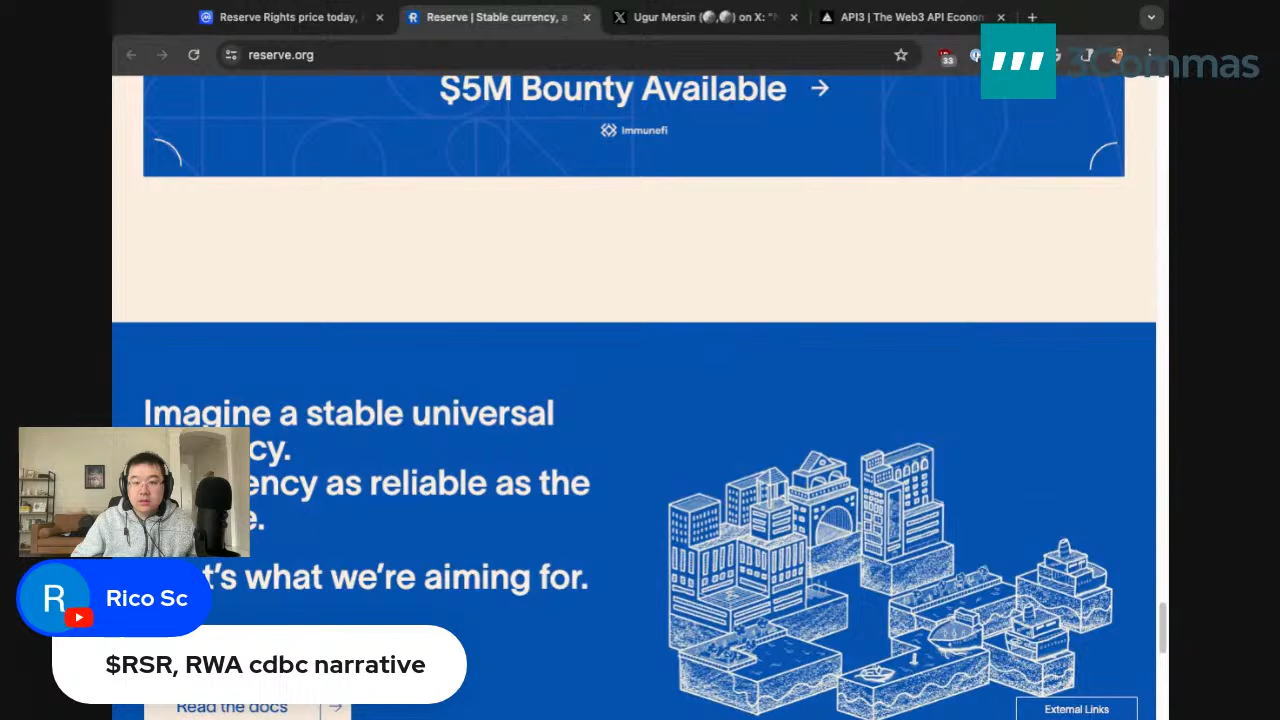 Reserve Rights price today,
Reserve | Stable currency, a
Ugur Mersin
on X: "
API3 | The Web3 API Econom
reserve.org
33
3Commas
$5M Bounty Available
Immunefi
Imagine a stable universal
cy.
ency as reliable as the
e.
t's what we're aiming for.
R
Rico Sc
$RSR, RWA cdbc narrative
Read the docs
External Links